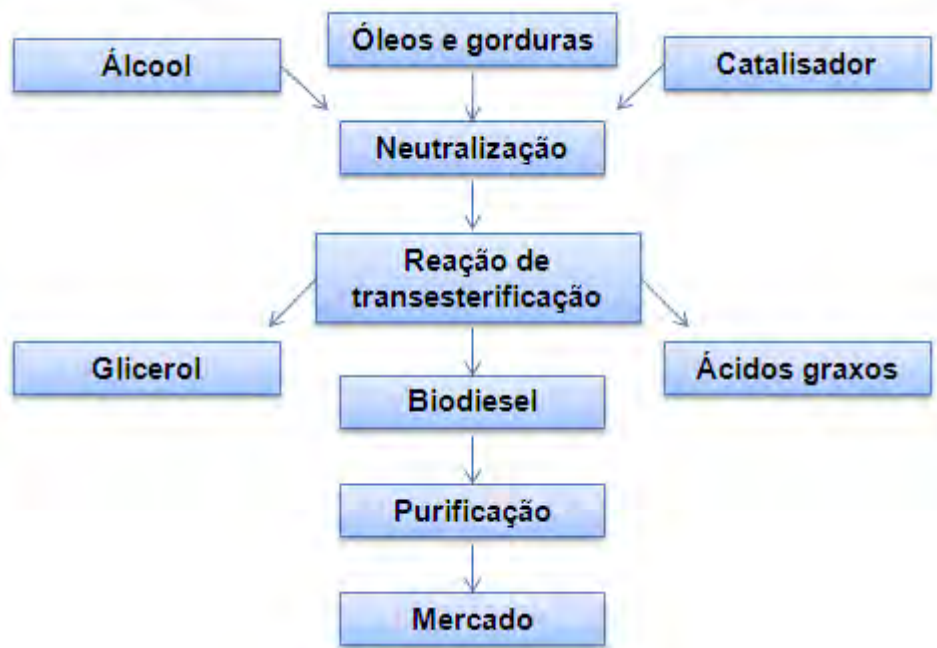 Óleos e gorduras
Álcool
Catalisador
Neutralização
Reação de
transesterificação
Glicerol
Ácidos graxos
Biodiesel
Purificação
Mercado